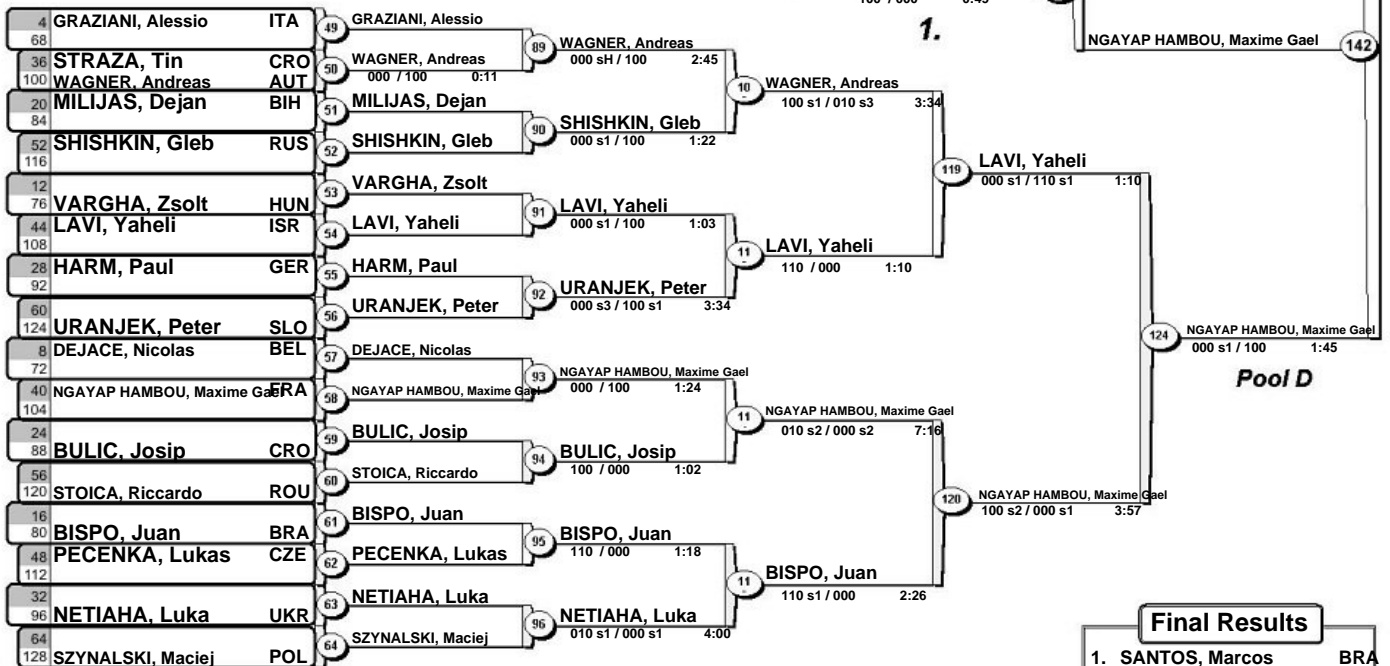 1.
NGAYAP HAMBOU, Maxime Gael
142
4 GRAZIANI, Alessio ITA
68
49 GRAZIANI, Alessio
36 STRAZA, Tin CRO
100 WAGNER, Andreas AUT
50 WAGNER, Andreas
000 / 100 0:11
89 WAGNER, Andreas
000 sH / 100 2:45
20 MILIJAS, Dejan BIH
84
51 MILIJAS, Dejan
52 SHISHKIN, Gleb RUS
116
52 SHISHKIN, Gleb
90 SHISHKIN, Gleb
000 s1 / 100 1:22
10 WAGNER, Andreas
100 s1 / 010 s3 3:34
12
76 VARGHA, Zsolt HUN
53 VARGHA, Zsolt
44 LAVI, Yaheli ISR
108
54 LAVI, Yaheli
91 LAVI, Yaheli
000 s1 / 100 1:03
28 HARM, Paul GER
92
55 HARM, Paul
60
124 URANJEK, Peter SLO
56 URANJEK, Peter
92 URANJEK, Peter
000 s3 / 100 s1 3:34
11 LAVI, Yaheli
110 / 000 1:10
119 LAVI, Yaheli
000 s1 / 110 s1 1:10
8 DEJACE, Nicolas BEL
72
57 DEJACE, Nicolas
40 NGAYAP HAMBOU, Maxime Gael FRA
104
58 NGAYAP HAMBOU, Maxime Gael
93 NGAYAP HAMBOU, Maxime Gael
000 / 100 1:24
24
88 BULIC, Josip CRO
59 BULIC, Josip
56
120 STOICA, Riccardo ROU
60 STOICA, Riccardo
94 BULIC, Josip
100 / 000 1:02
11 NGAYAP HAMBOU, Maxime Gael
010 s2 / 000 s2 7:16
16
80 BISPO, Juan BRA
61 BISPO, Juan
48 PECENKA, Lukas CZE
112
62 PECENKA, Lukas
95 BISPO, Juan
110 / 000 1:18
32
96 NETIAHA, Luka UKR
63 NETIAHA, Luka
64
128 SZYNALSKI, Maciej POL
64 SZYNALSKI, Maciej
96 NETIAHA, Luka
010 s1 / 000 s1 4:00
11 BISPO, Juan
110 s1 / 000 2:26
120 NGAYAP HAMBOU, Maxime Gael
100 s2 / 000 s1 3:57
124 NGAYAP HAMBOU, Maxime Gael
000 s1 / 100 1:45
Pool D
Final Results
1. SANTOS, Marcos BRA